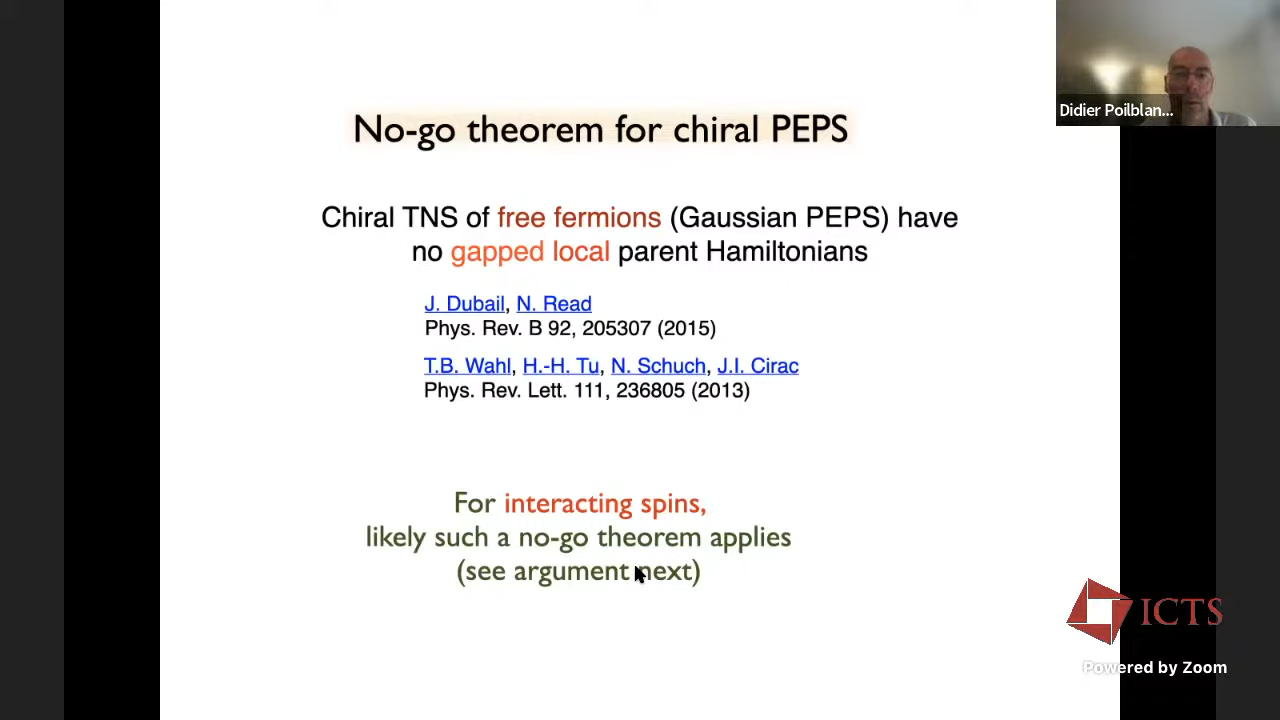 No-go theorem for chiral PEPS
Didier Poilblan...
Chiral TNS of free fermions (Gaussian PEPS) have
no gapped local parent Hamiltonians
J. Dubail, N. Read
Phys. Rev. B 92, 205307 (2015)
T.B. Wahl, H.-H. Tu, N. Schuch, J.I. Cirac
Phys. Rev. Lett. 111, 236805 (2013)
For interacting spins,
likely such a no-go theorem applies
(see argument next)
ICTS
Powered by Zoom